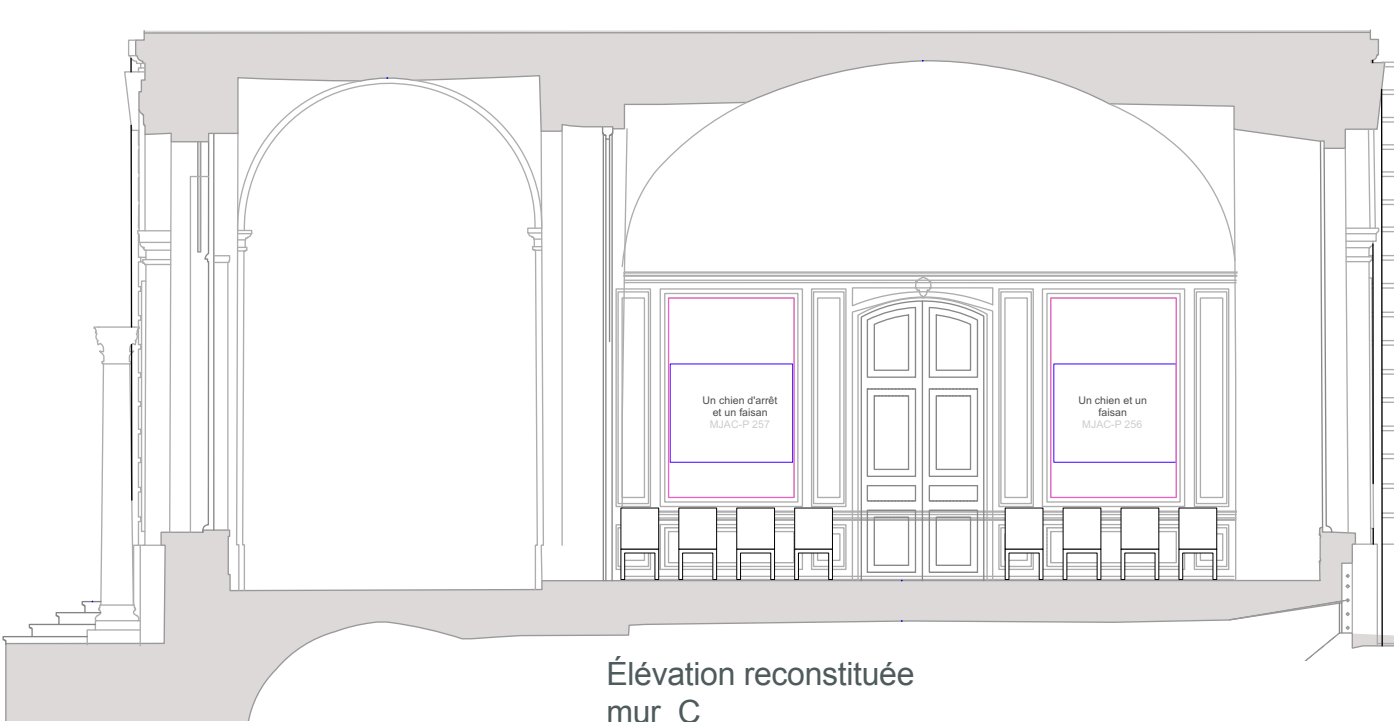 Un chien d'arrêt
et un faisan
MJAC-P 257
Un chien et un
faisan
MJAC-P 256
Élévation reconstituée
mur C